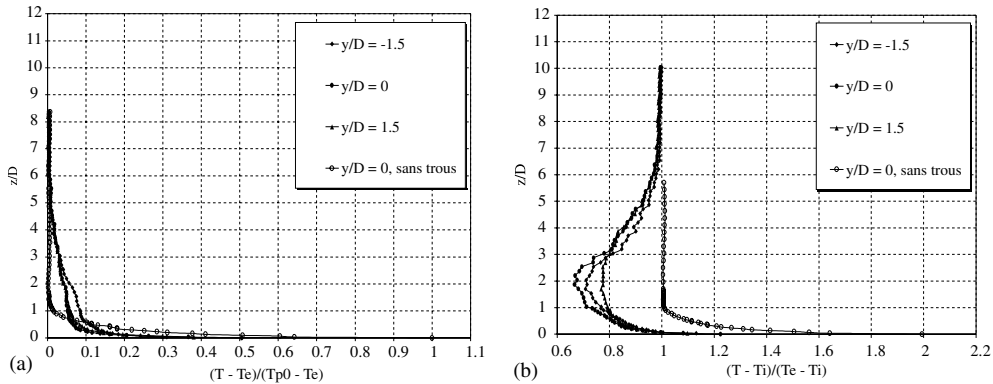 12
11
10
9
8
7
6
5
4
3
2
1
0
z/D
y/D = -1.5
y/D = 0
y/D = 1.5
y/D = 0, sans trous
0 0.1 0.2 0.3 0.4 0.5 0.6 0.7 0.8 0.9 1 1.1
(T - Te)/(Tp0 - Te)
(a)
12
11
10
9
8
7
6
5
4
3
2
1
0
z/D
y/D = -1.5
y/D = 0
y/D = 1.5
y/D = 0, sans trous
0.6 0.8 1 1.2 1.4 1.6 1.8 2 2.2
(T - Ti)/(Te - Ti)
(b)